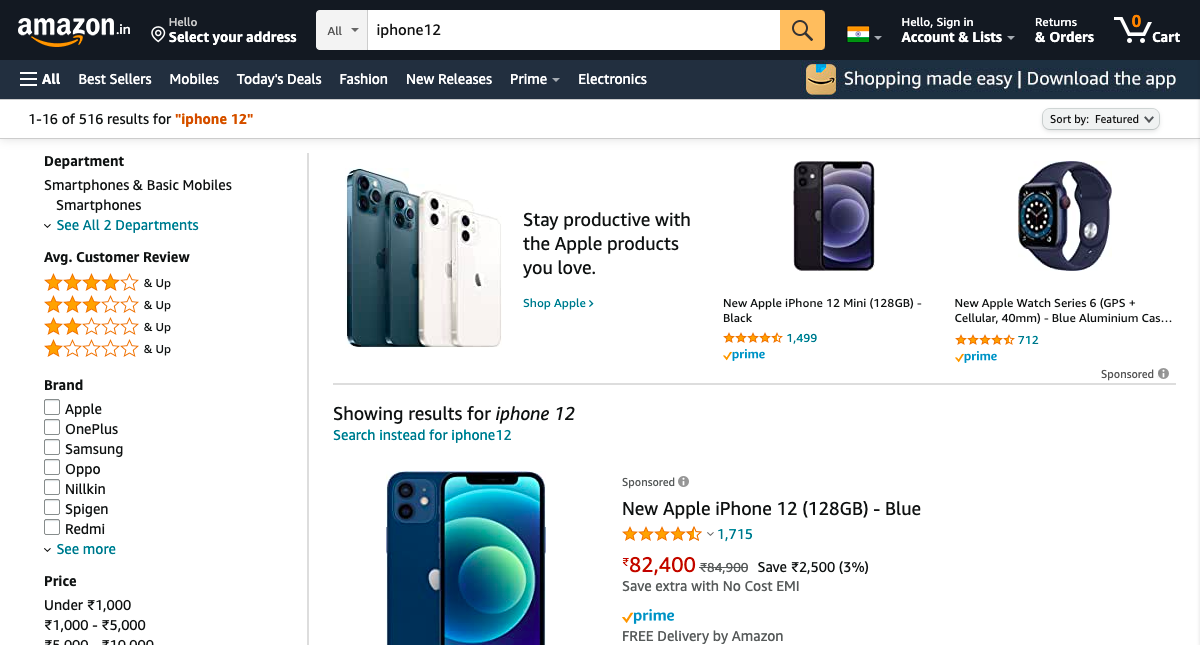 amazon.in
Hello
Select your address
All
iphone12
Hello, Sign in
Account & Lists
Returns
& Orders
0
Cart
All
Best Sellers
Mobiles
Today's Deals
Fashion
New Releases
Prime
Electronics
Shopping made easy | Download the app
1-16 of 516 results for "iphone 12"
Sort by: Featured
Department
Smartphones & Basic Mobiles
Smartphones
See All 2 Departments
Avg. Customer Review
& Up
& Up
& Up
& Up
Brand
Apple
OnePlus
Samsung
Oppo
Nillkin
Spigen
Redmi
See more
Price
Under ₹1,000
₹1,000 - ₹5,000
₹5,000 - ₹10,000
Stay productive with
the Apple products
you love.
Shop Apple ›
New Apple iPhone 12 Mini (128GB) -
Black
1,499
prime
New Apple Watch Series 6 (GPS +
Cellular, 40mm) - Blue Aluminium Cas…
712
prime
Sponsored
Showing results for iphone 12
Search instead for iphone12
Sponsored
New Apple iPhone 12 (128GB) - Blue
1,715
₹82,400 ₹84,900 Save ₹2,500 (3%)
Save extra with No Cost EMI
prime
FREE Delivery by Amazon